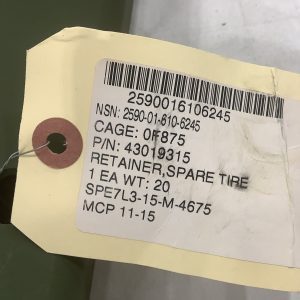 2590016106245
NSN: 2590-01-610-6245
CAGE: 0F875
P/N: 43019315
RETAINER,SPARE TIRE
1 EA WT: 20
SPE7L3-15-M-4675
MCP 11-15